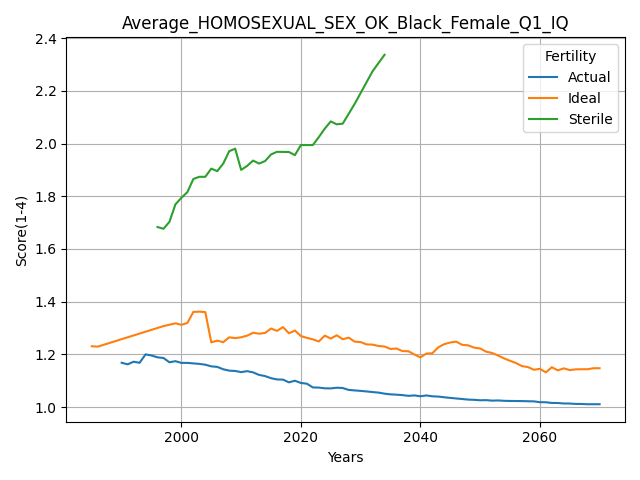 Average_HOMOSEXUAL_SEX_OK_Black_Female_Q1_IQ
Score(1-4)
2.4
2.2
2.0
1.8
1.6
1.4
1.2
1.0
Fertility
Actual
Ideal
Sterile
2000
2020
2040
2060
Years